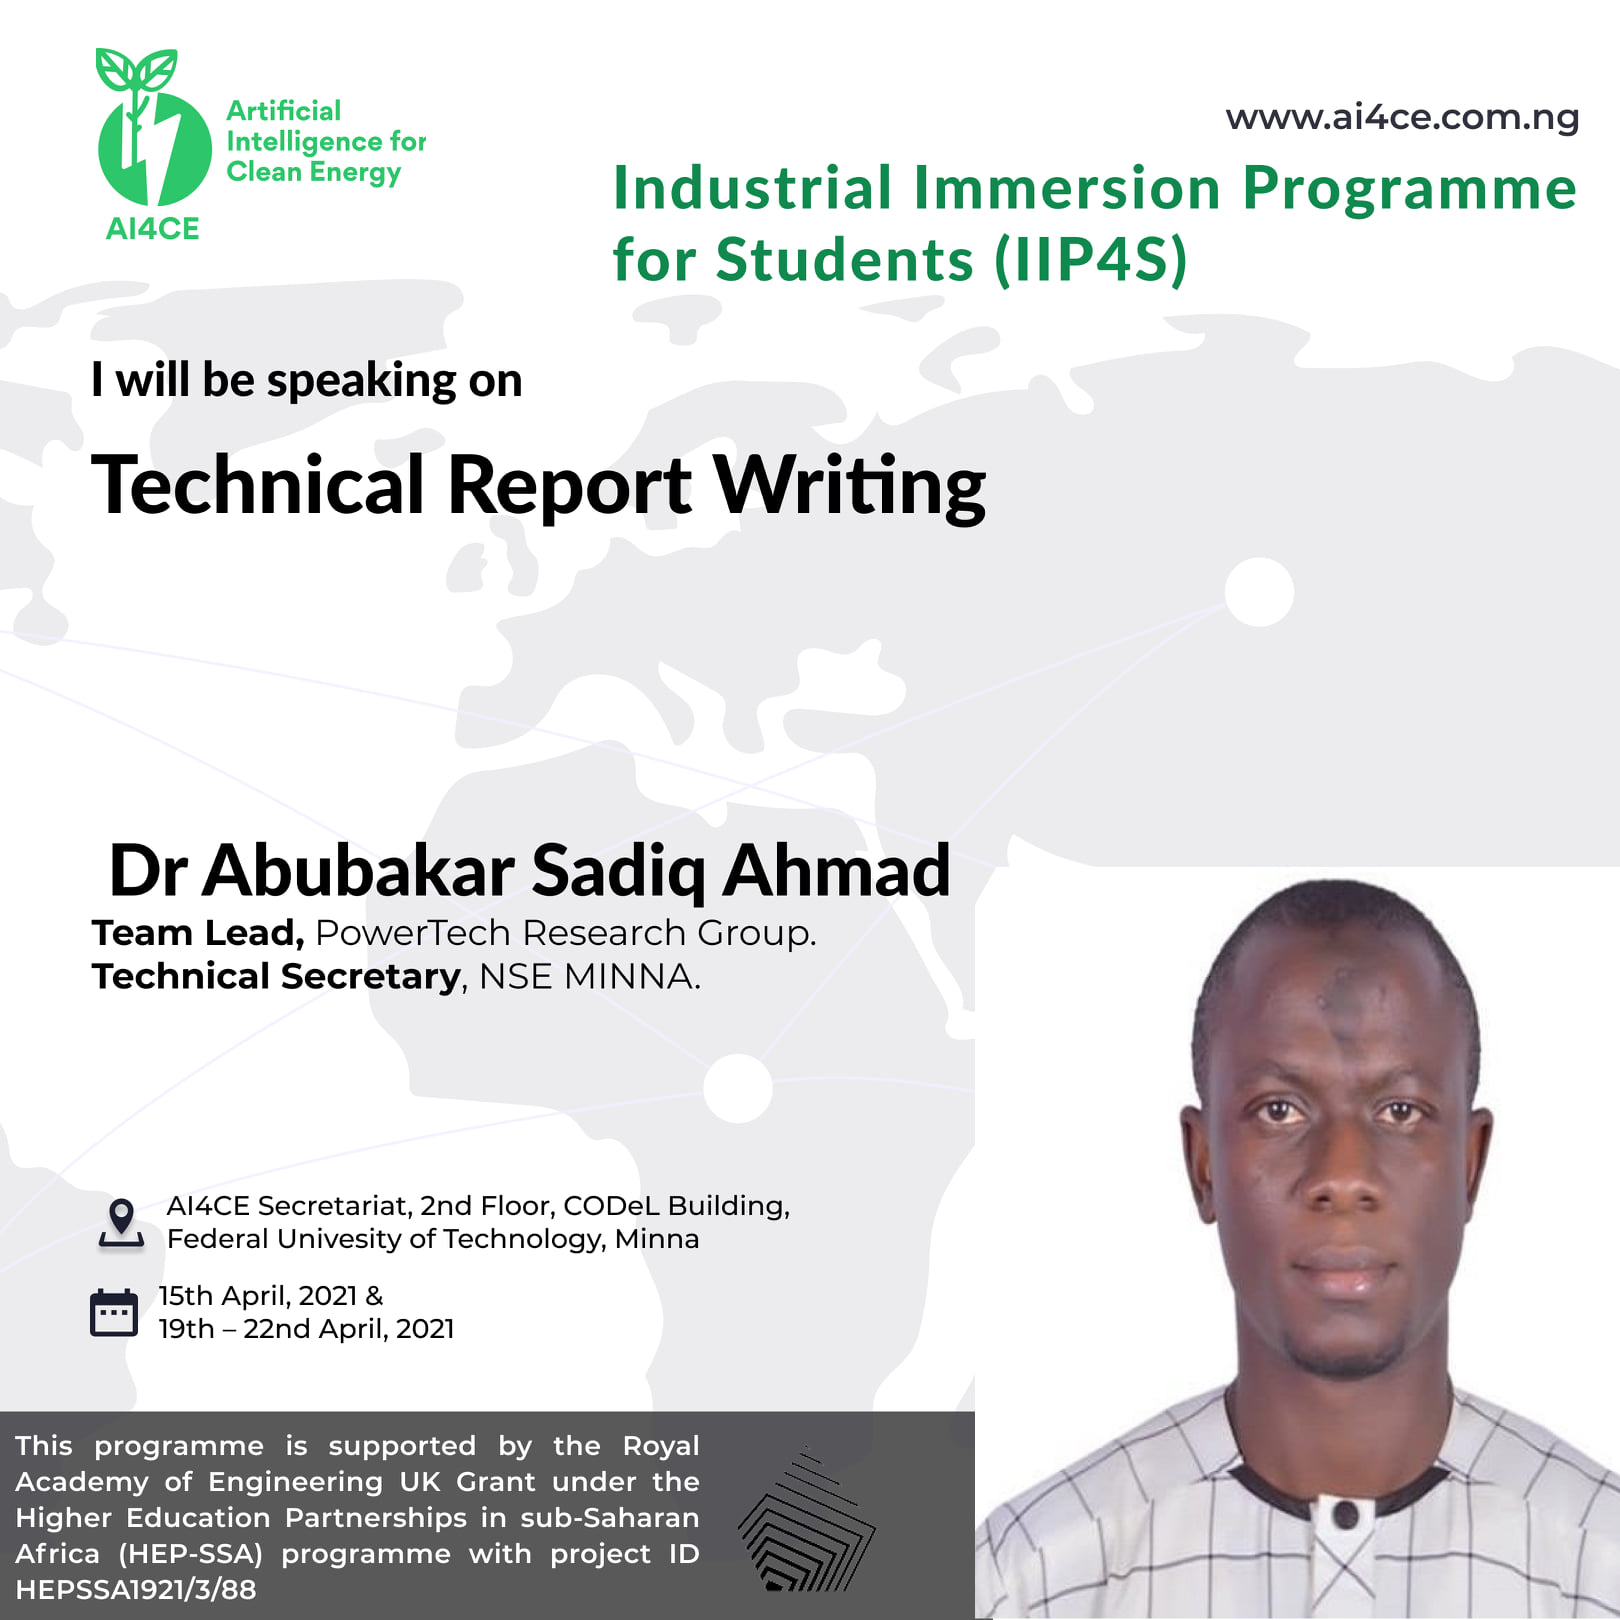 Artificial
Intelligence for
Clean Energy
AI4CE
www.ai4ce.com.ng
Industrial Immersion Programme
for Students (IIP4S)
I will be speaking on
Technical Report Writing
Dr Abubakar Sadiq Ahmad
Team Lead, PowerTech Research Group.
Technical Secretary, NSE MINNA.
AI4CE Secretariat, 2nd Floor, CODeL Building,
Federal Univesity of Technology, Minna
15th April, 2021 &
19th – 22nd April, 2021
This programme is supported by the Royal
Academy of Engineering UK Grant under the
Higher Education Partnerships in sub-Saharan
Africa (HEP-SSA) programme with project ID
HEPSSA1921/3/88